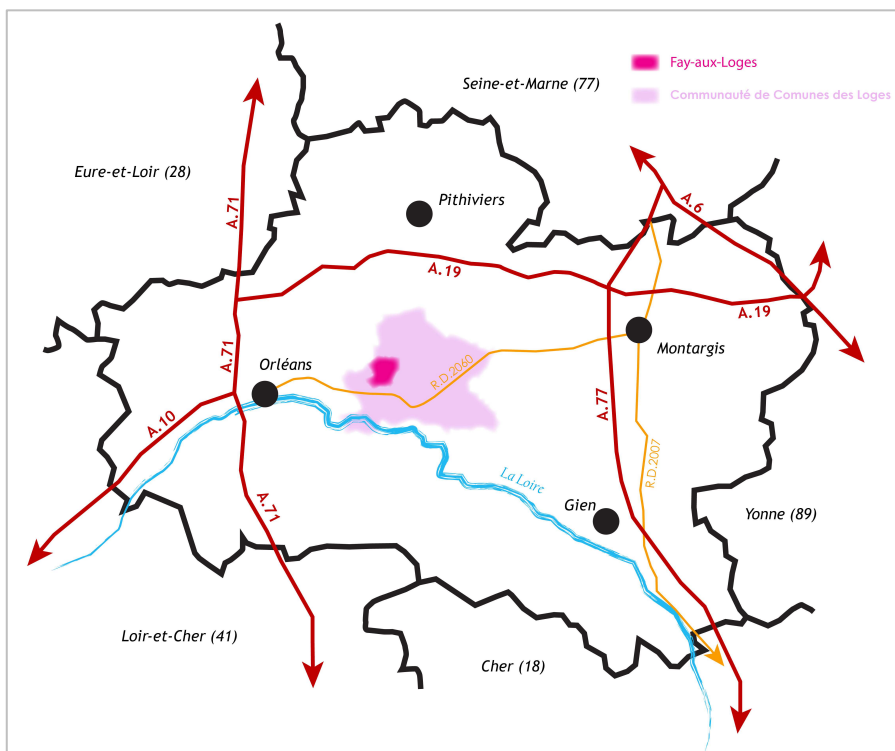 Fay-aux-Loges
Communauté de Comunes des Loges
Seine-et-Marne (77)
Eure-et-Loir (28)
Pithiviers
A.71
A.6
A.19
A.19
Montargis
A.71
Orléans
R.D.2060
A.77
A.10
R.D.2007
La Loire
Gien
A.71
Yonne (89)
Loir-et-Cher (41)
Cher (18)